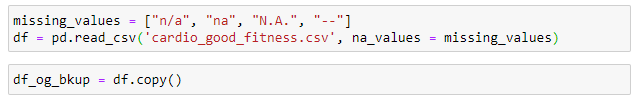 missing_values = ["n/a", "na", "N.A.", "--"]
df = pd.read_csv('cardio_good_fitness.csv', na_values = missing_values)
df_og_bkup = df.copy()